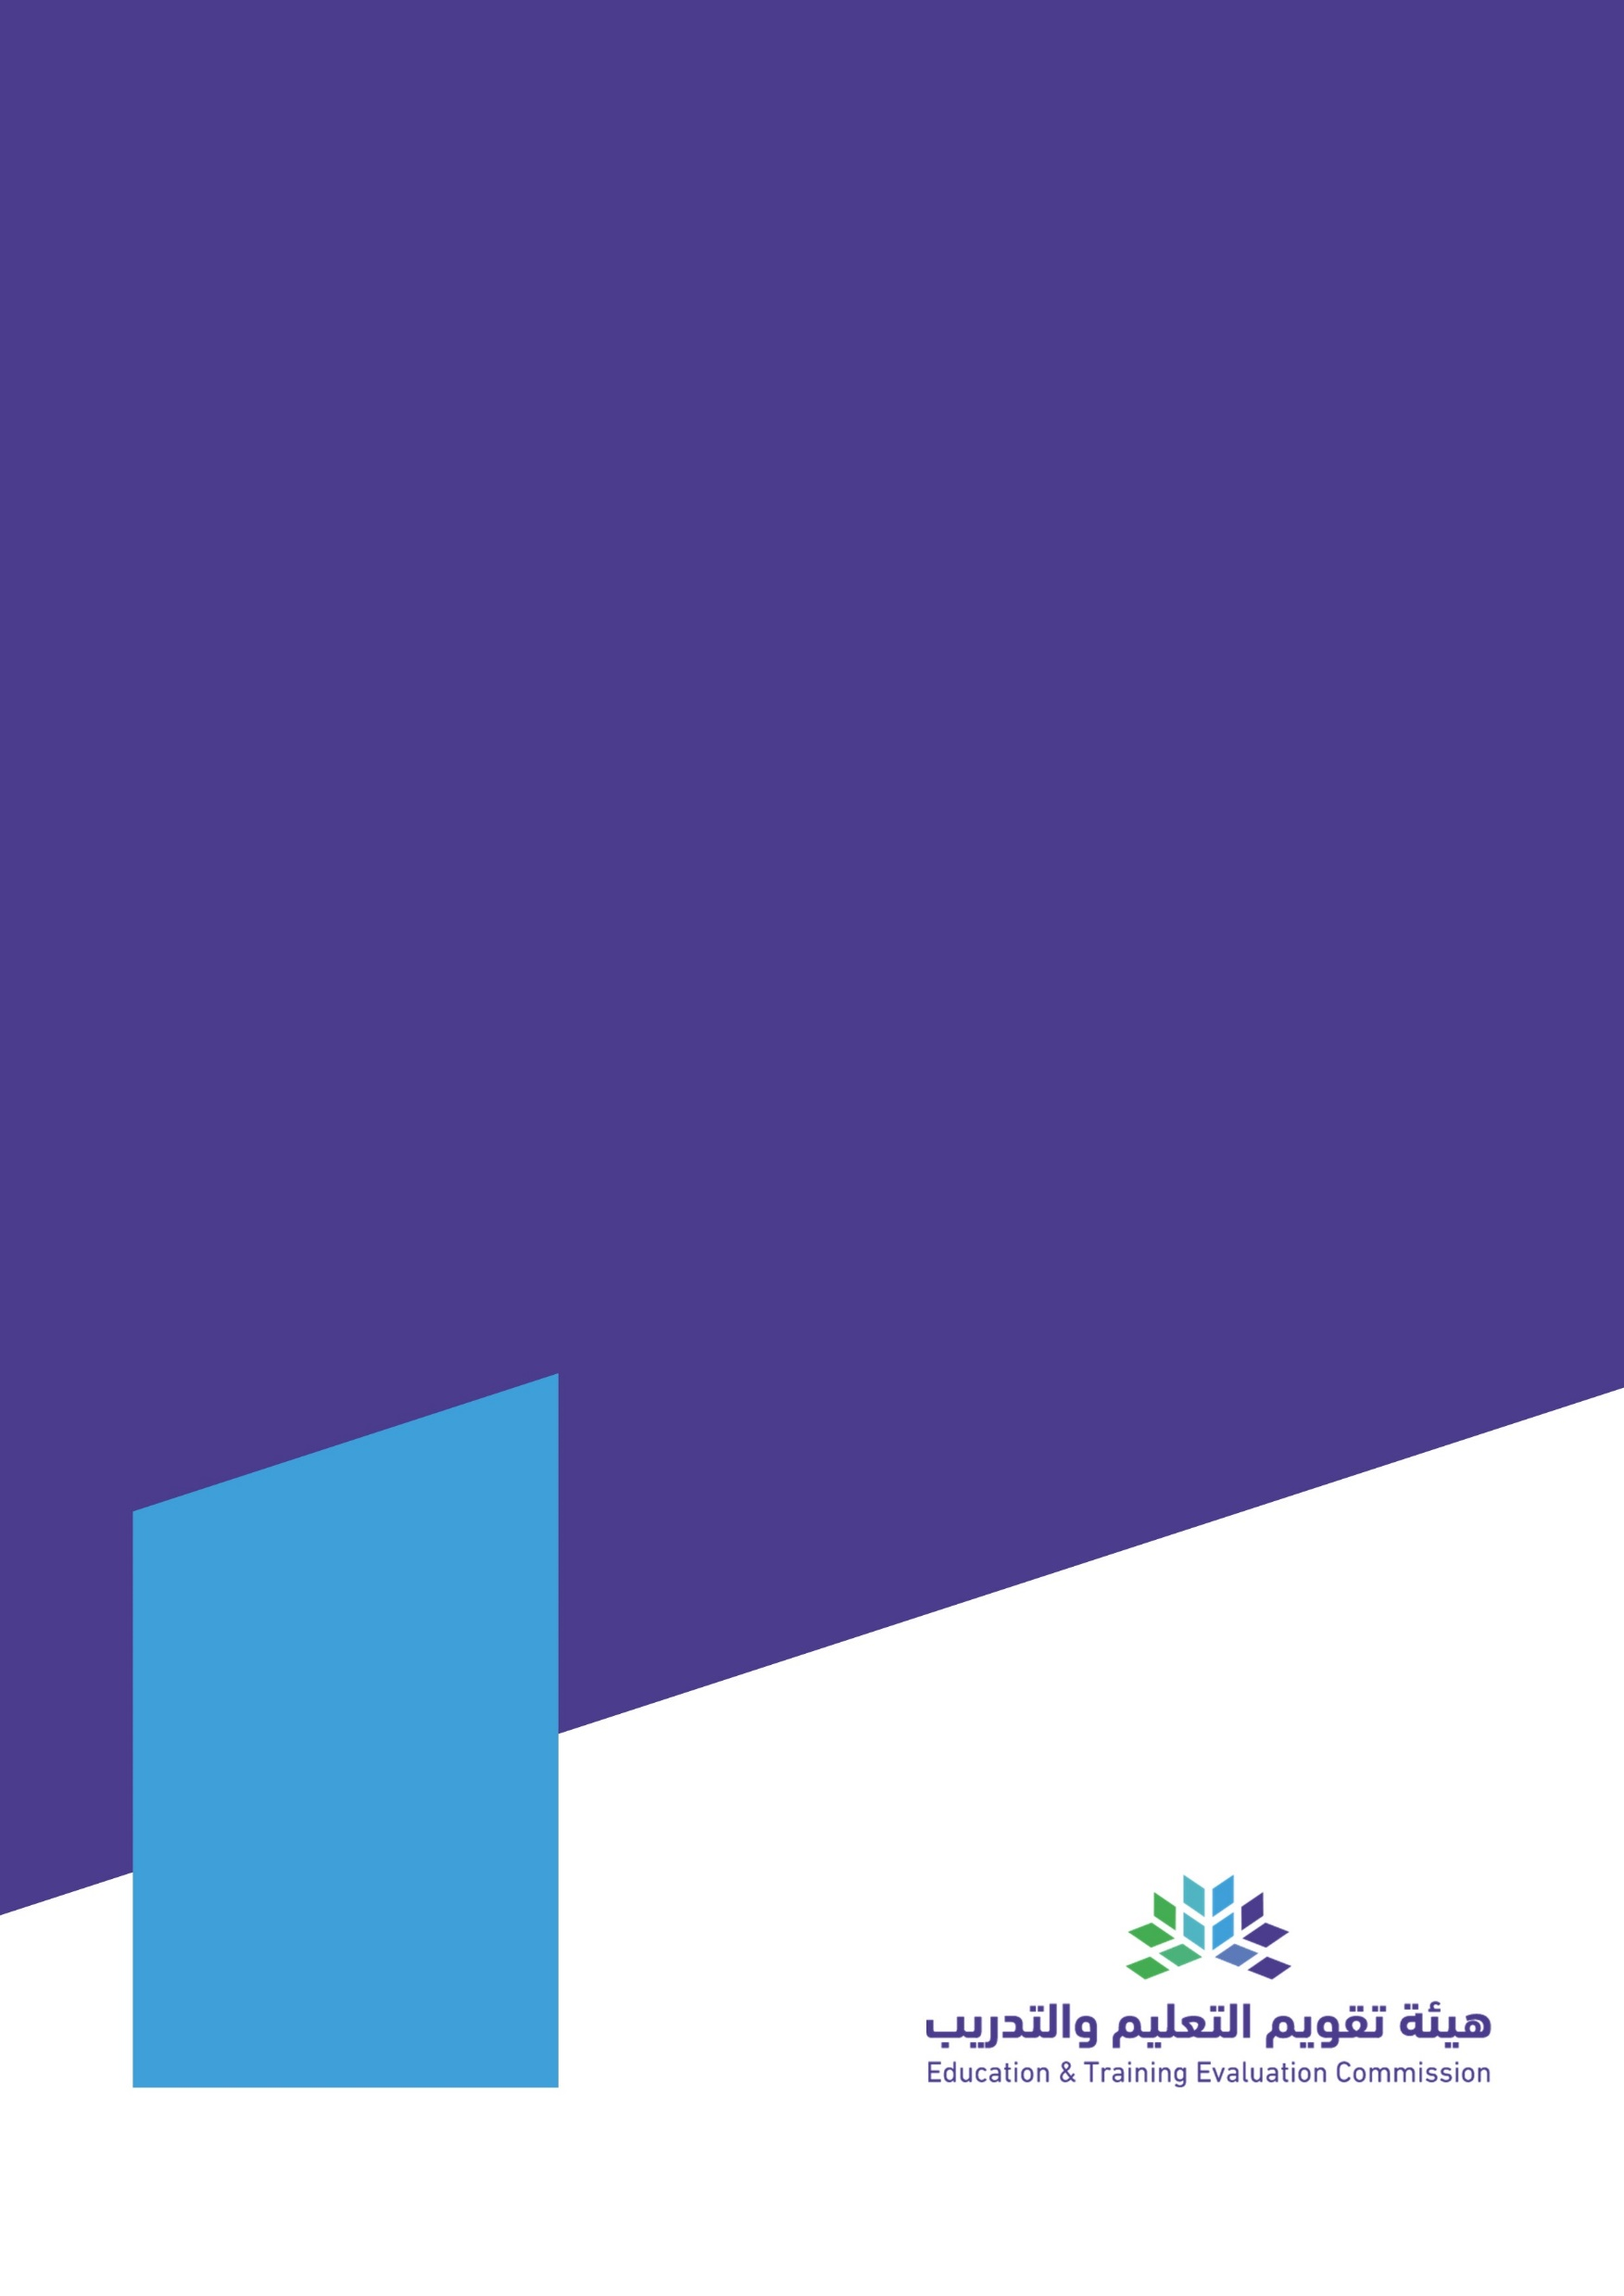 هيئة تقويم التعليم والتدريب
Education & Training Evaluation Commission